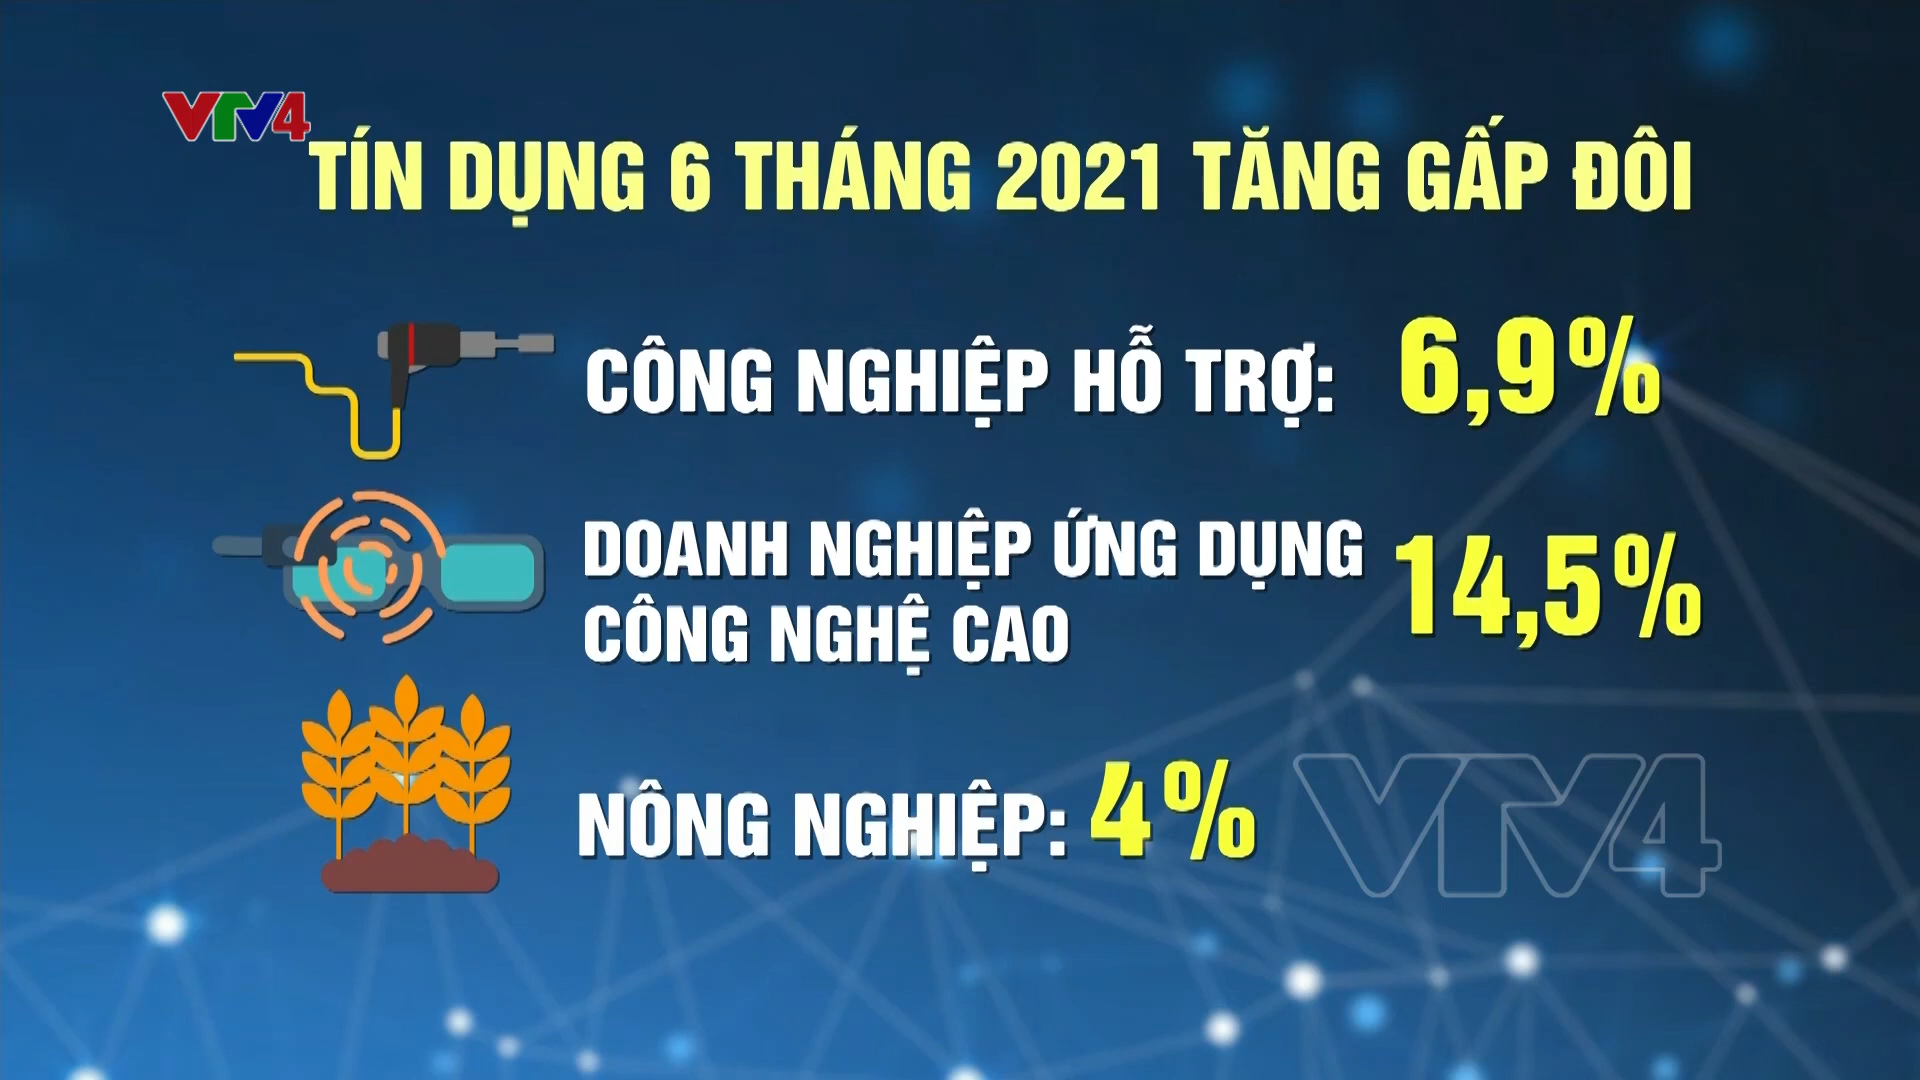 VTV4
TÍN DỤNG 6 THÁNG 2021 TĂNG GẤP ĐÔI
CÔNG NGHIỆP HỖ TRỢ: 6,9%
DOANH NGHIỆP ỨNG DỤNG
CÔNG NGHỆ CAO
14,5%
NÔNG NGHIỆP: 4%
VTV4